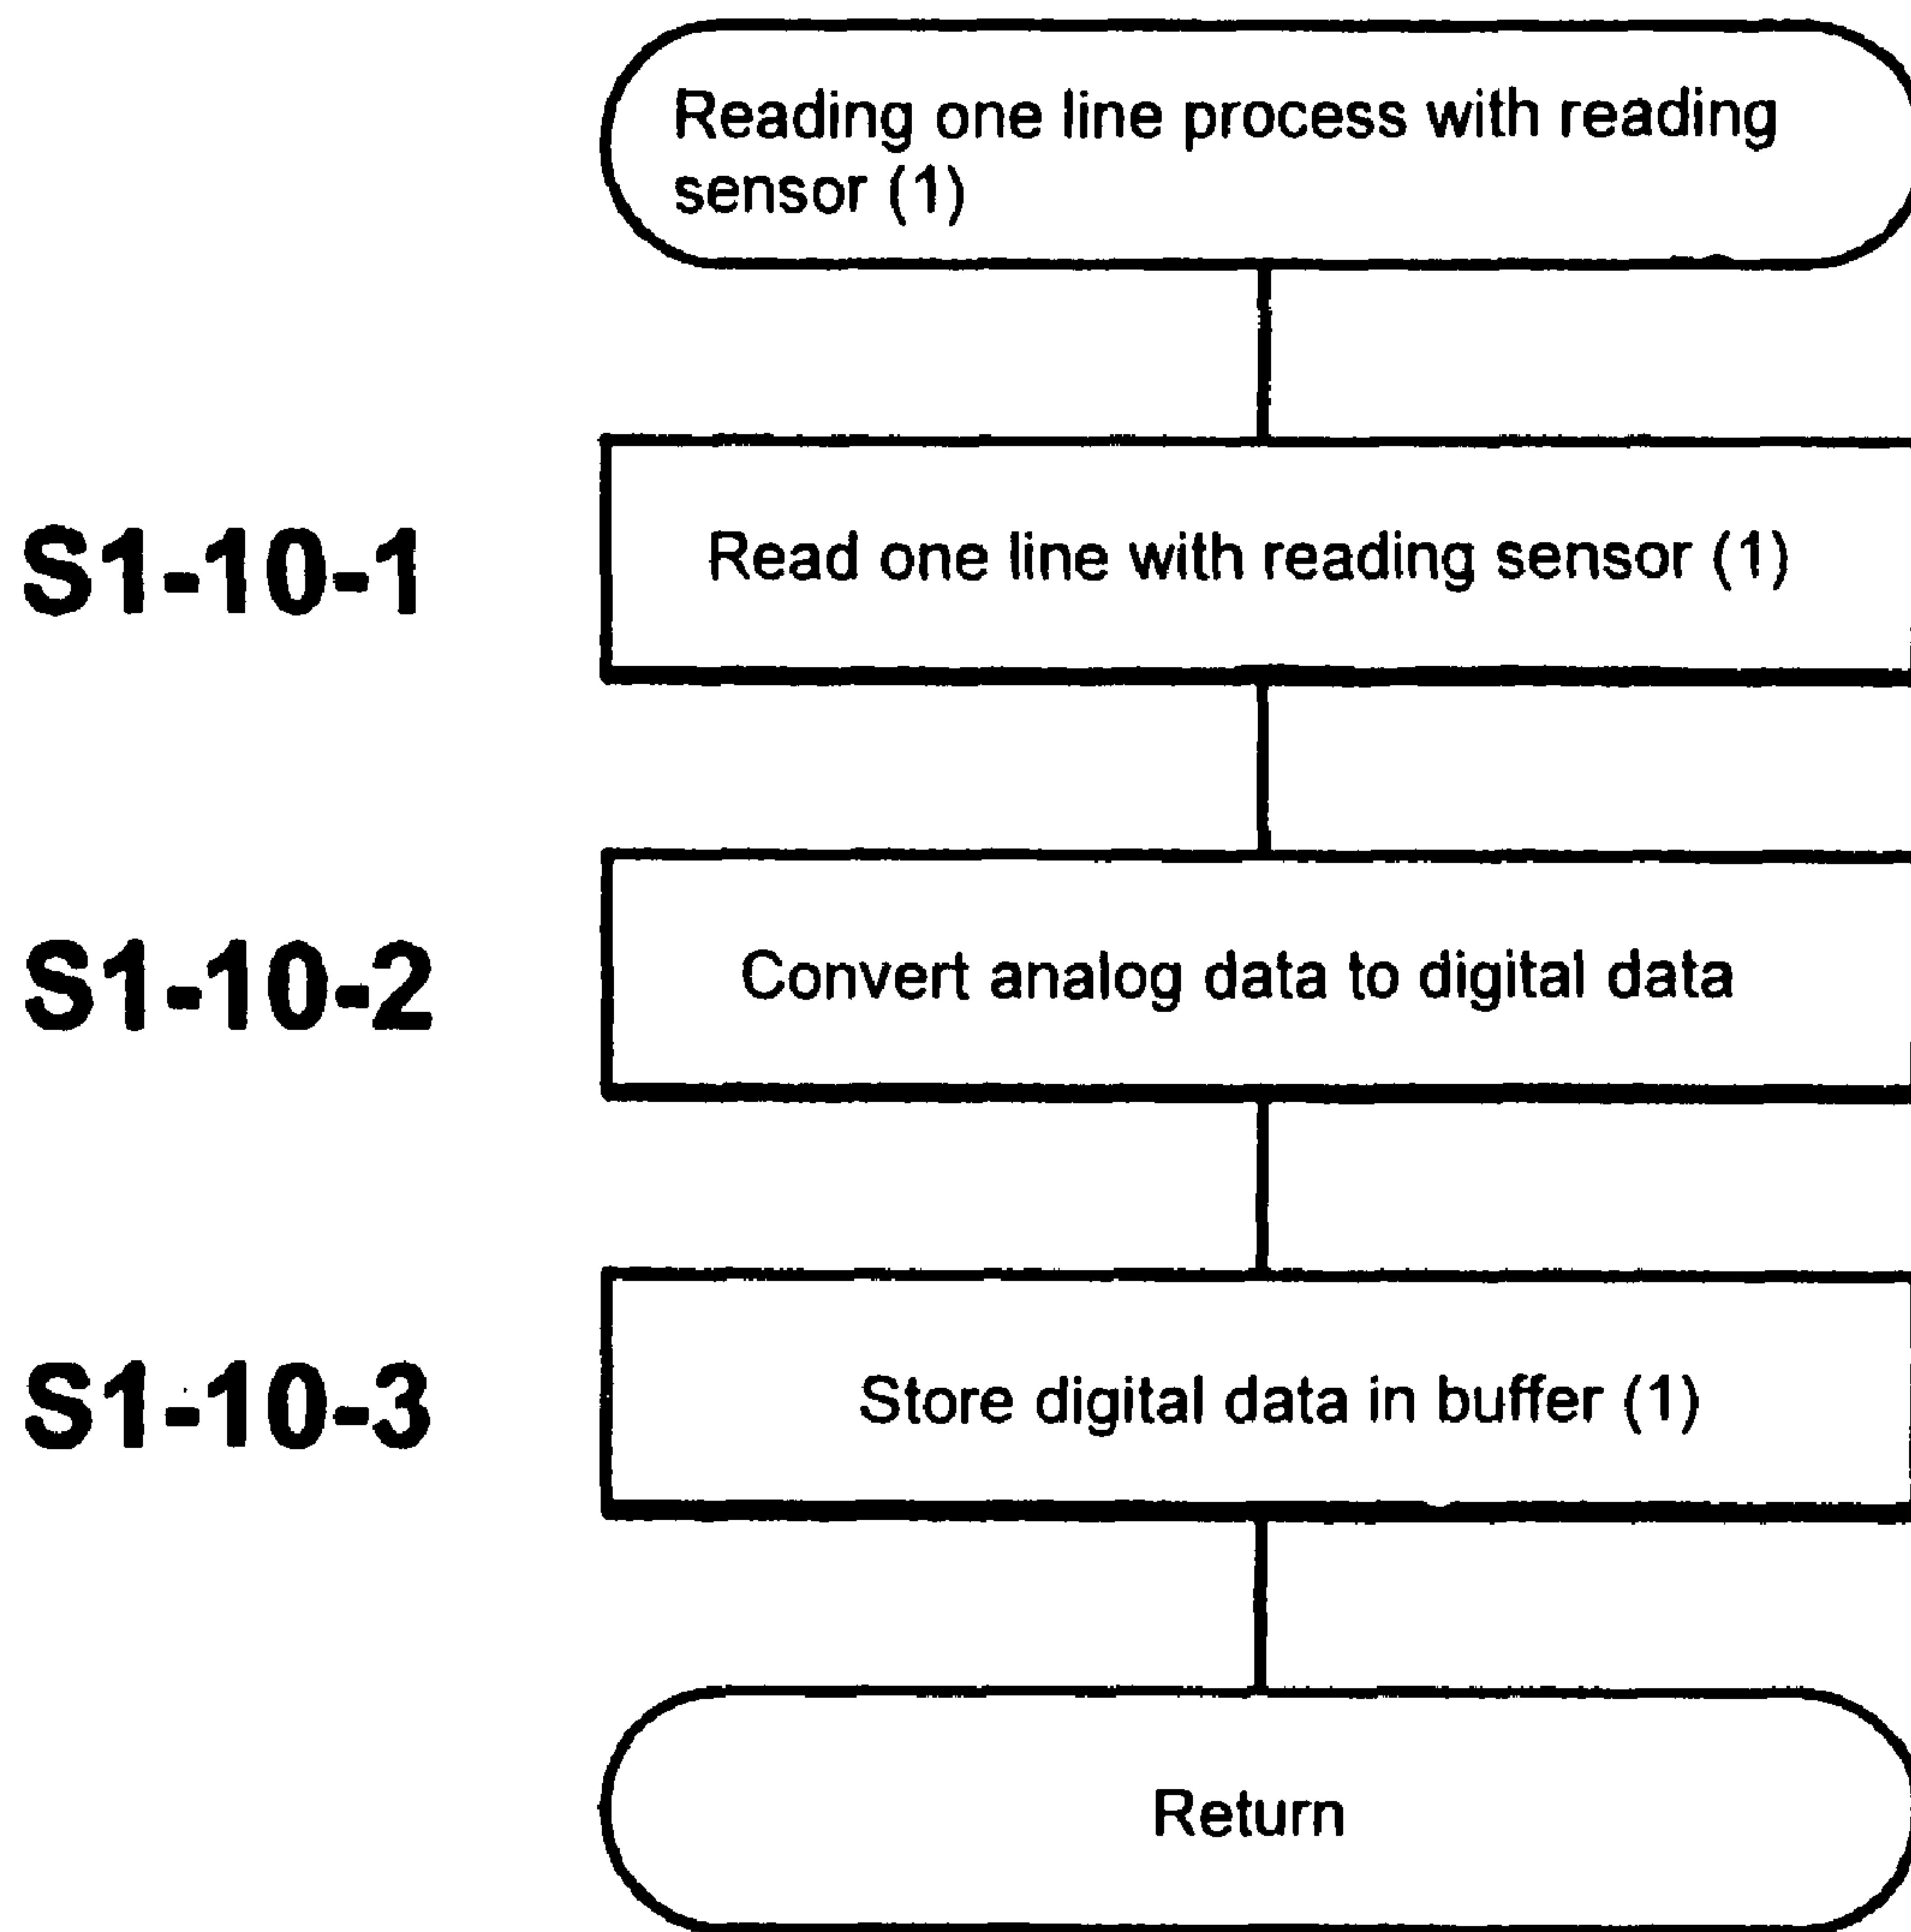 Reading one line process with reading
sensor (1)
S1-10-1
Read one line with reading sensor (1)
S1-10-2
Convert analog data to digital data
S1-10-3
Store digital data in buffer (1)
Return